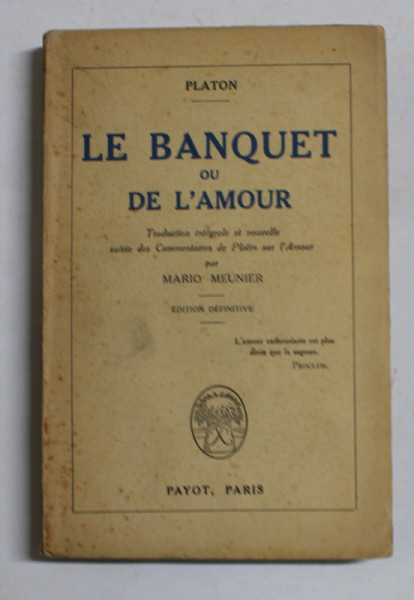 PLATON
LE BANQUET
OU
DE L'AMOUR
Traduction intégrale et nouvelle
suivie des Commentaires de Plotin sur l'Amour
par
MARIO MEUNIER
ÉDITION DÉFINITIVE
L'amour enthousiaste est plus
divin que la sagesse.
PROCLUS.
PAYOT, PARIS